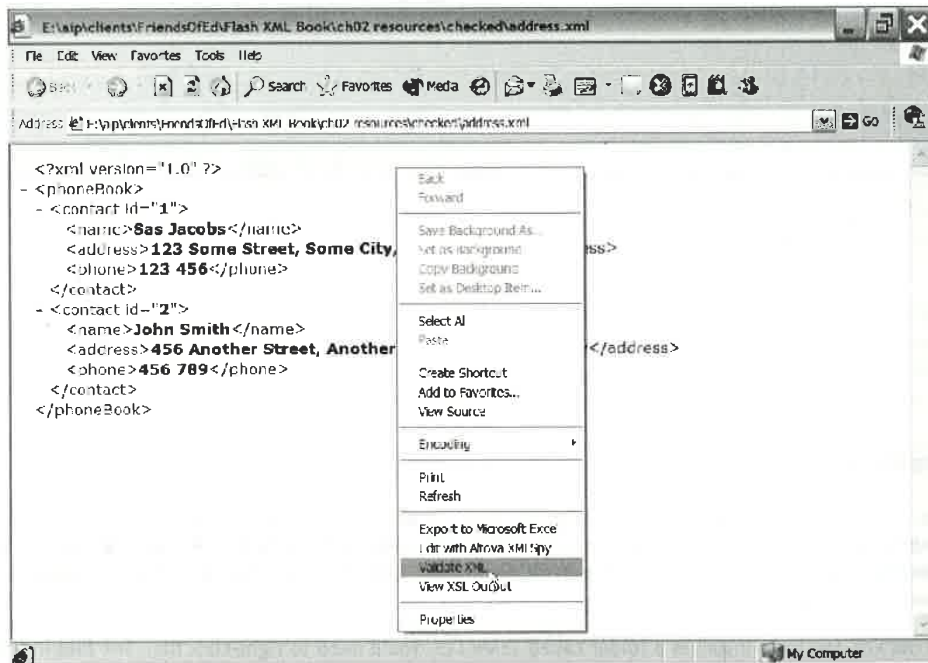 E:\aip\clients\FriendsOfEd\Flash XML Book\ch02 resources\checked\address.xml
File Edit View Favorites Tools Help
Back Search Favorites Media
Address E:\aip\clients\FriendsOfEd\Flash XML Book\ch02 resources\checked\address.xml Go
<?xml version="1.0" ?>
- <phoneBook>
- <contact id="1">
<name>Sas Jacobs</name>
<address>123 Some Street, Some City, ess>
<phone>123 456</phone>
</contact>
- <contact id="2">
<name>John Smith</name>
<address>456 Another Street, Another </address>
<phone>456 789</phone>
</contact>
</phoneBook>
Back
Forward
Save Background As...
Set as Background
Copy Background
Set as Desktop Item...
Select All
Paste
Create Shortcut
Add to Favorites...
View Source
Encoding
Print
Refresh
Export to Microsoft Excel
Edit with Altova XMLSpy
Validate XML
View XSL Output
Properties
My Computer